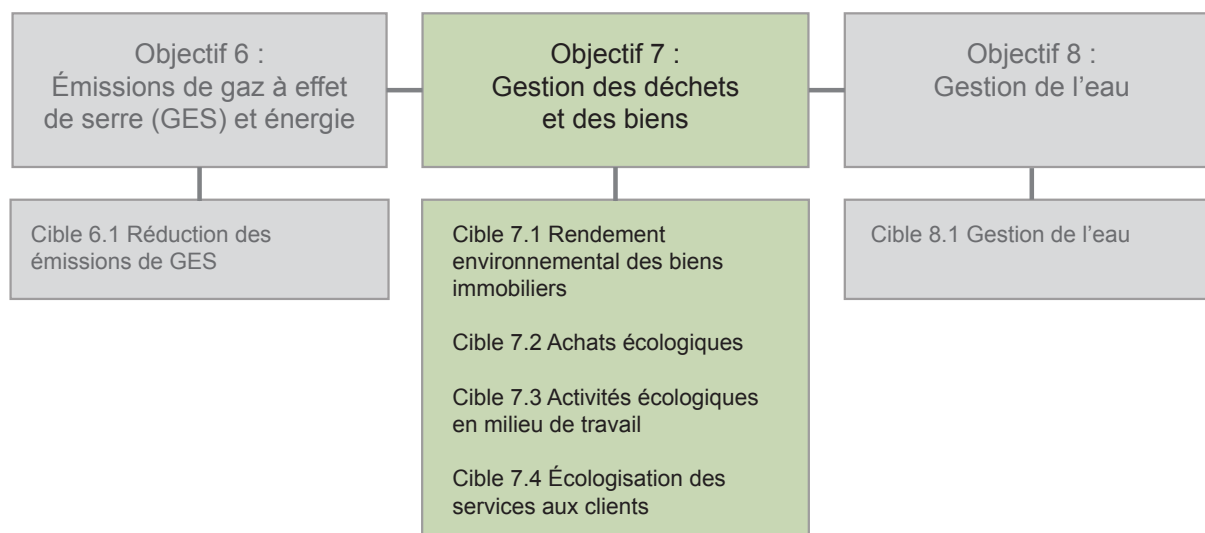 Objectif 6 :
Émissions de gaz à effet
de serre (GES) et énergie
Objectif 7 :
Gestion des déchets
et des biens
Objectif 8 :
Gestion de l’eau
Cible 6.1 Réduction des
émissions de GES
Cible 7.1 Rendement
environnemental des biens
immobiliers
Cible 7.2 Achats écologiques
Cible 7.3 Activités écologiques
en milieu de travail
Cible 7.4 Écologisation des
services aux clients
Cible 8.1 Gestion de l’eau